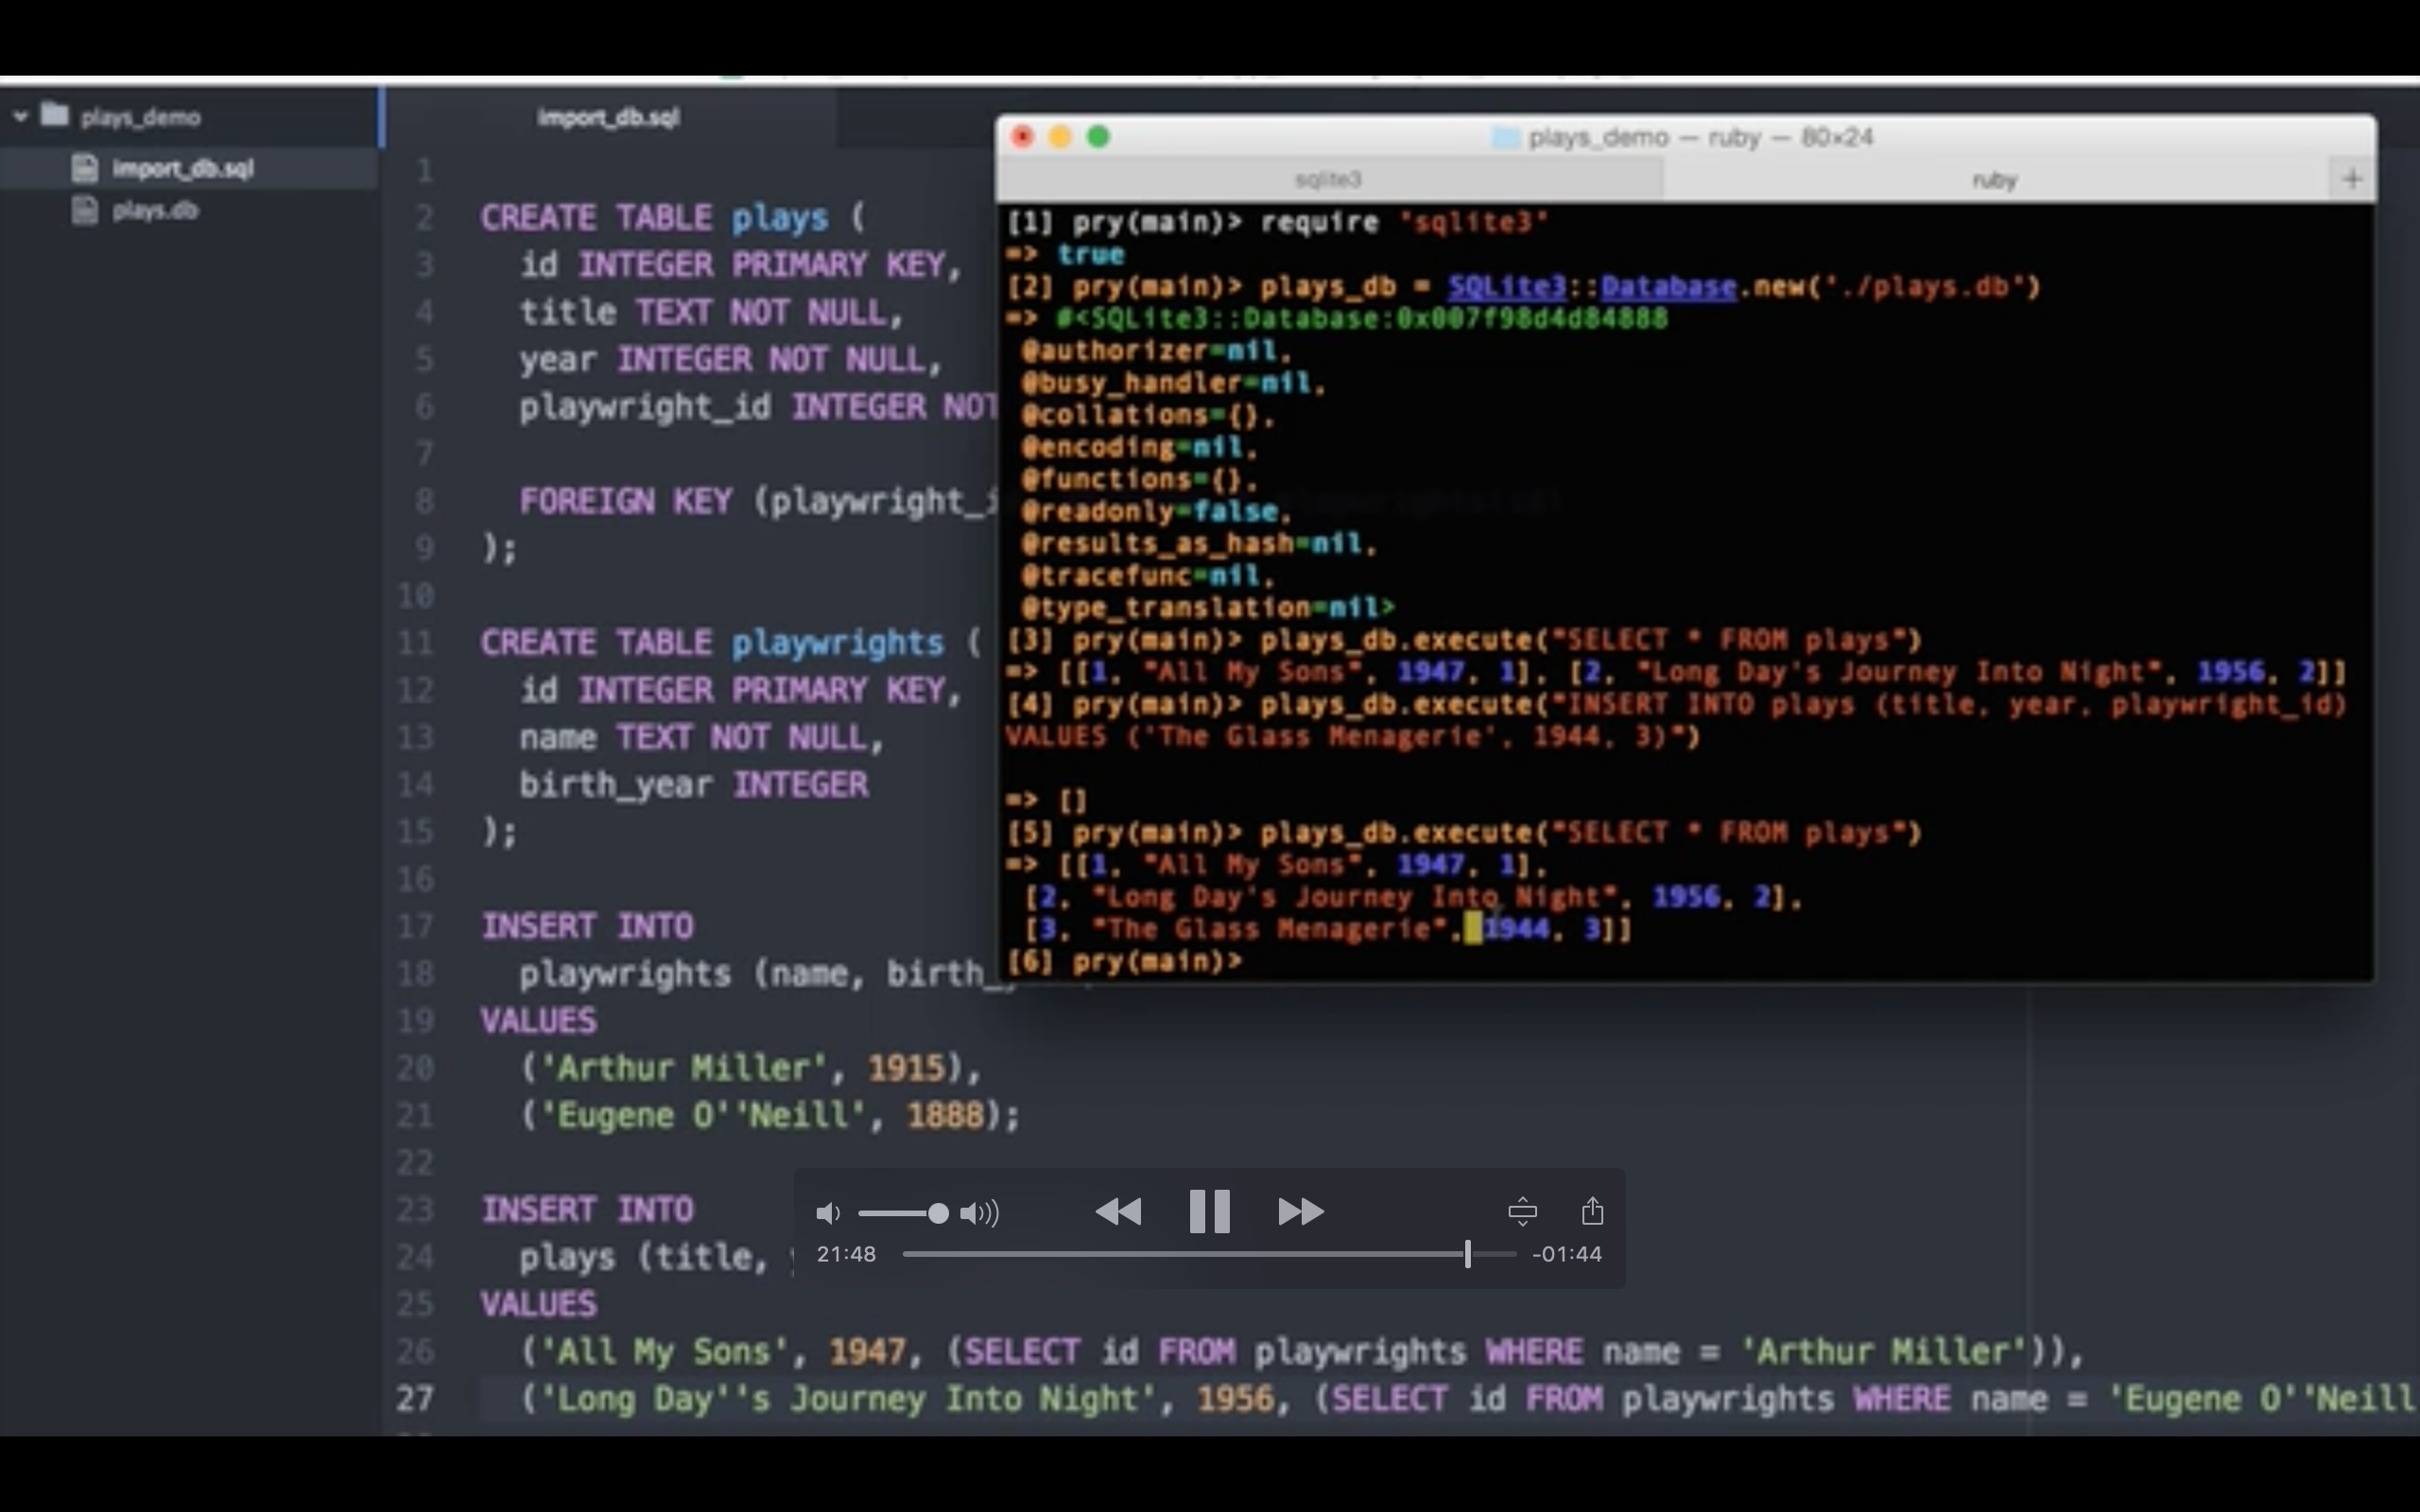 plays_demo
import_db.sql
plays.db
import_db.sql
1
2 CREATE TABLE plays (
3 id INTEGER PRIMARY KEY,
4 title TEXT NOT NULL,
5 year INTEGER NOT NULL,
6 playwright_id INTEGER NOT
7
8 FOREIGN KEY (playwright_i
9 );
10
11 CREATE TABLE playwrights (
12 id INTEGER PRIMARY KEY,
13 name TEXT NOT NULL,
14 birth_year INTEGER
15 );
16
17 INSERT INTO
18 playwrights (name, birth_
19 VALUES
20 ('Arthur Miller', 1915),
21 ('Eugene O''Neill', 1888);
22
23 INSERT INTO
24 plays (title,
25 VALUES
26 ('All My Sons', 1947, (SELECT id FROM playwrights WHERE name = 'Arthur Miller')),
27 ('Long Day''s Journey Into Night', 1956, (SELECT id FROM playwrights WHERE name = 'Eugene O''Neill
plays_demo — ruby — 80×24
sqlite3
ruby
+
[1] pry(main)> require 'sqlite3'
=> true
[2] pry(main)> plays_db = SQLite3::Database.new('./plays.db')
=> #<SQLite3::Database:0x007f98d4d84888
@authorizer=nil,
@busy_handler=nil,
@collations={},
@encoding=nil,
@functions={},
@readonly=false,
@results_as_hash=nil,
@tracefunc=nil,
@type_translation=nil>
[3] pry(main)> plays_db.execute("SELECT * FROM plays")
=> [[1, "All My Sons", 1947, 1], [2, "Long Day's Journey Into Night", 1956, 2]]
[4] pry(main)> plays_db.execute("INSERT INTO plays (title, year, playwright_id)
VALUES ('The Glass Menagerie', 1944, 3)")
=> []
[5] pry(main)> plays_db.execute("SELECT * FROM plays")
=> [[1, "All My Sons", 1947, 1],
[2, "Long Day's Journey Into Night", 1956, 2],
[3, "The Glass Menagerie", 1944, 3]]
[6] pry(main)>
21:48
-01:44